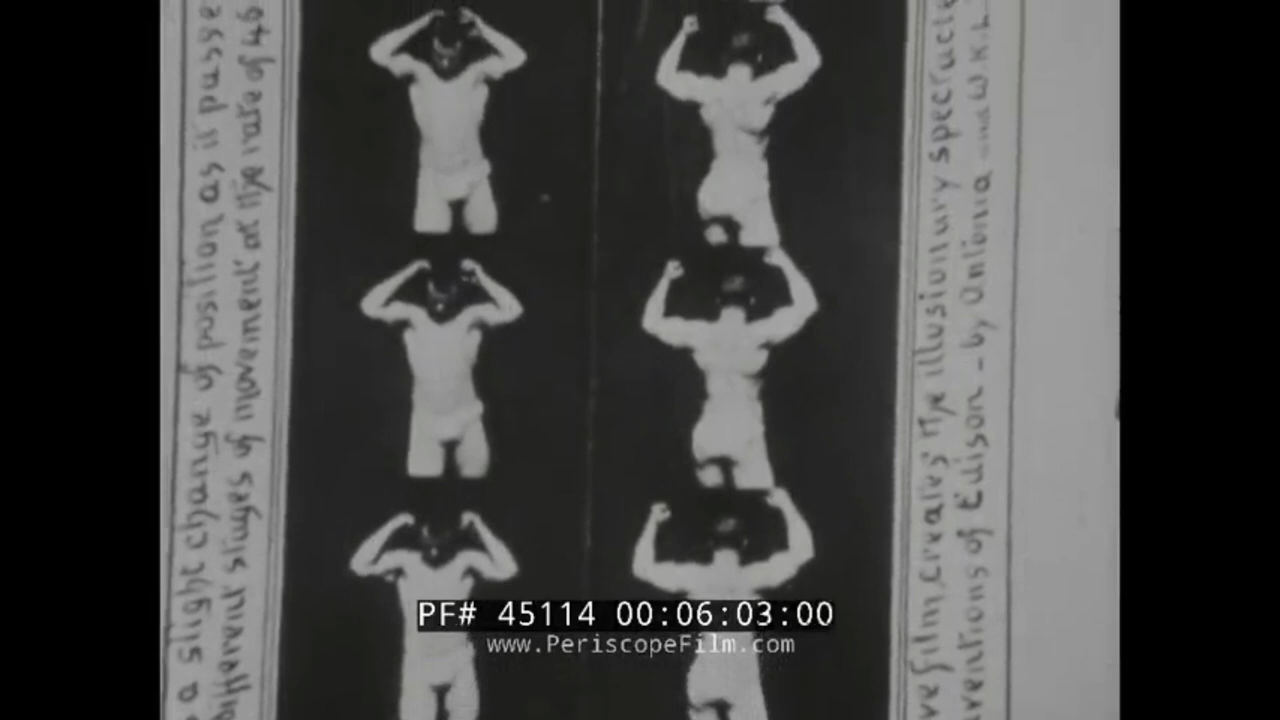 a slight change of position as it passe
different stages of movement at the rate of 46
ve film, creates the illusionary spectacle
inventions of Edison - by Antonia and W.K.L.
PF# 45114 00:06:03:00
www.PeriscopeFilm.com